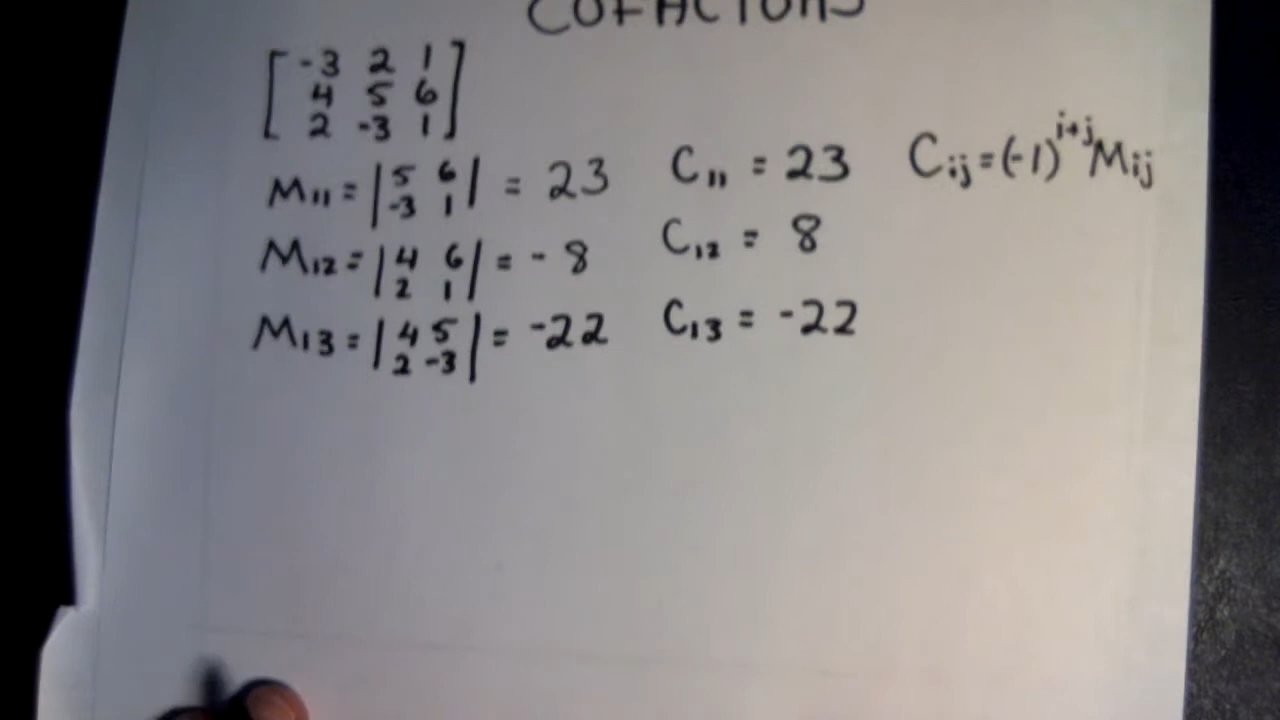 COFACTORS
[-3 2 1
4 5 6
2 -3 1]
M11 = |5 6
-3 1| = 23 C11 = 23 Cij = (-1)^i+j Mij
M12 = |4 6
2 1| = -8 C12 = 8
M13 = |4 5
2 -3| = -22 C13 = -22